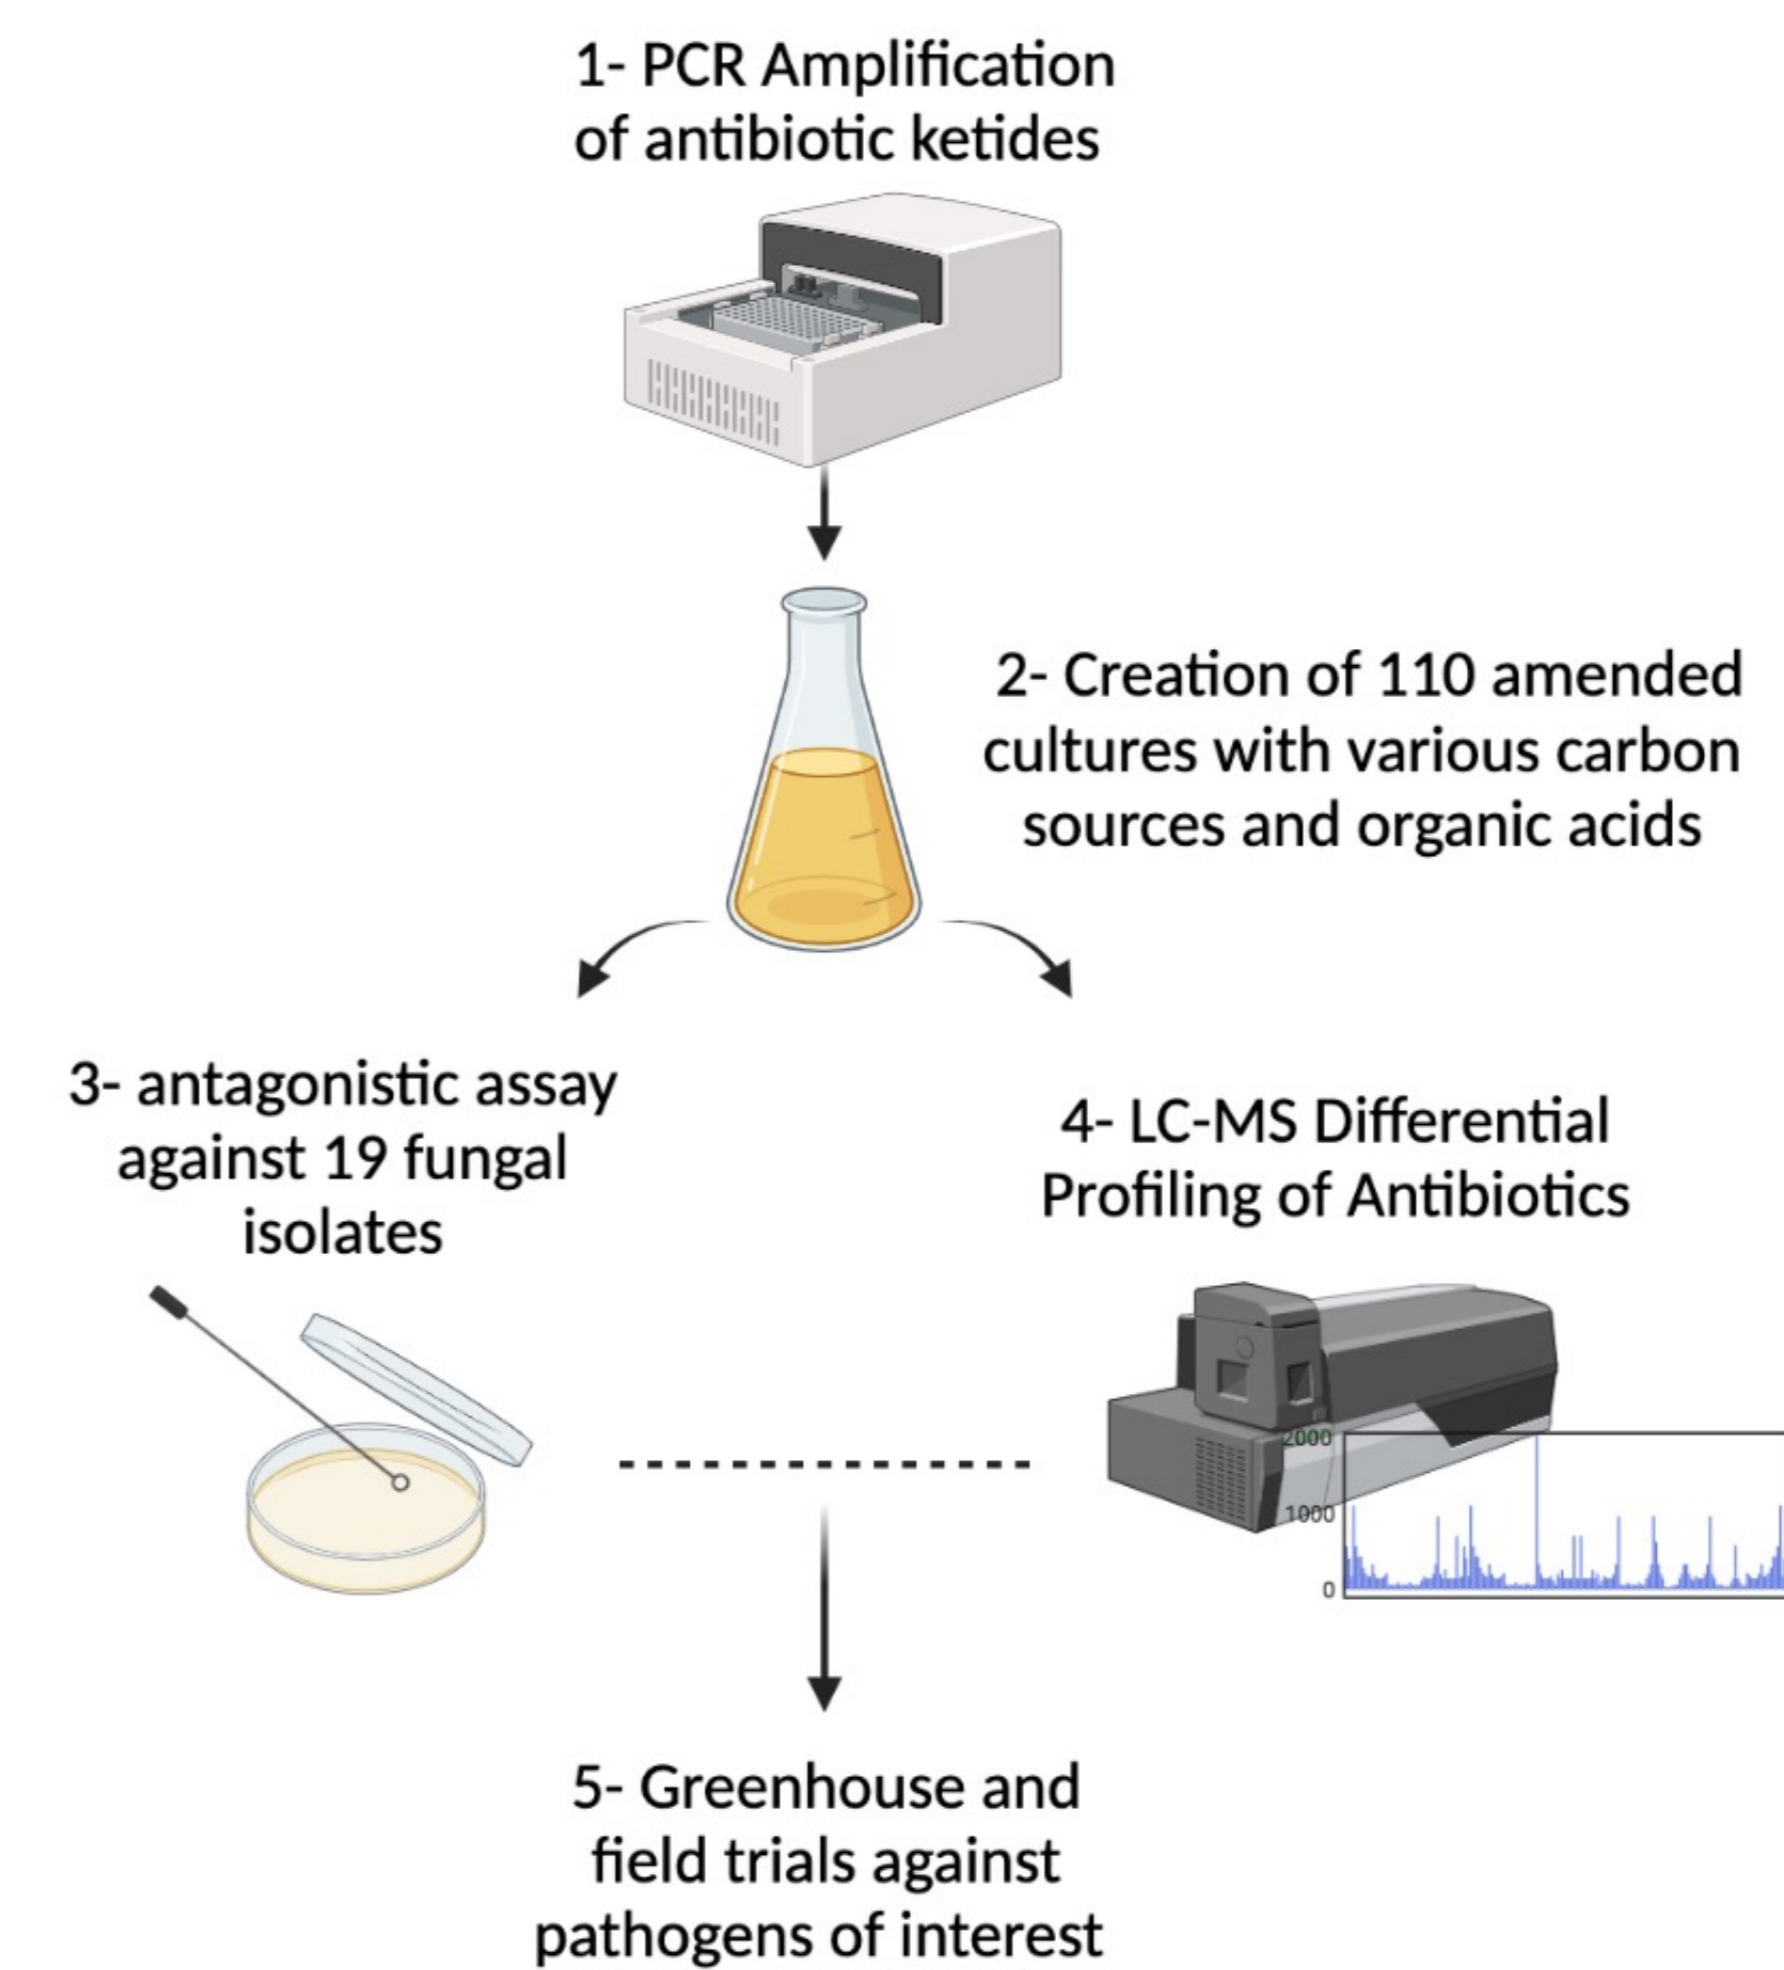 1- PCR Amplification
of antibiotic ketides
2- Creation of 110 amended
cultures with various carbon
sources and organic acids
3- antagonistic assay
against 19 fungal
isolates
4- LC-MS Differential
Profiling of Antibiotics
2000
1000
0
5- Greenhouse and
field trials against
pathogens of interest